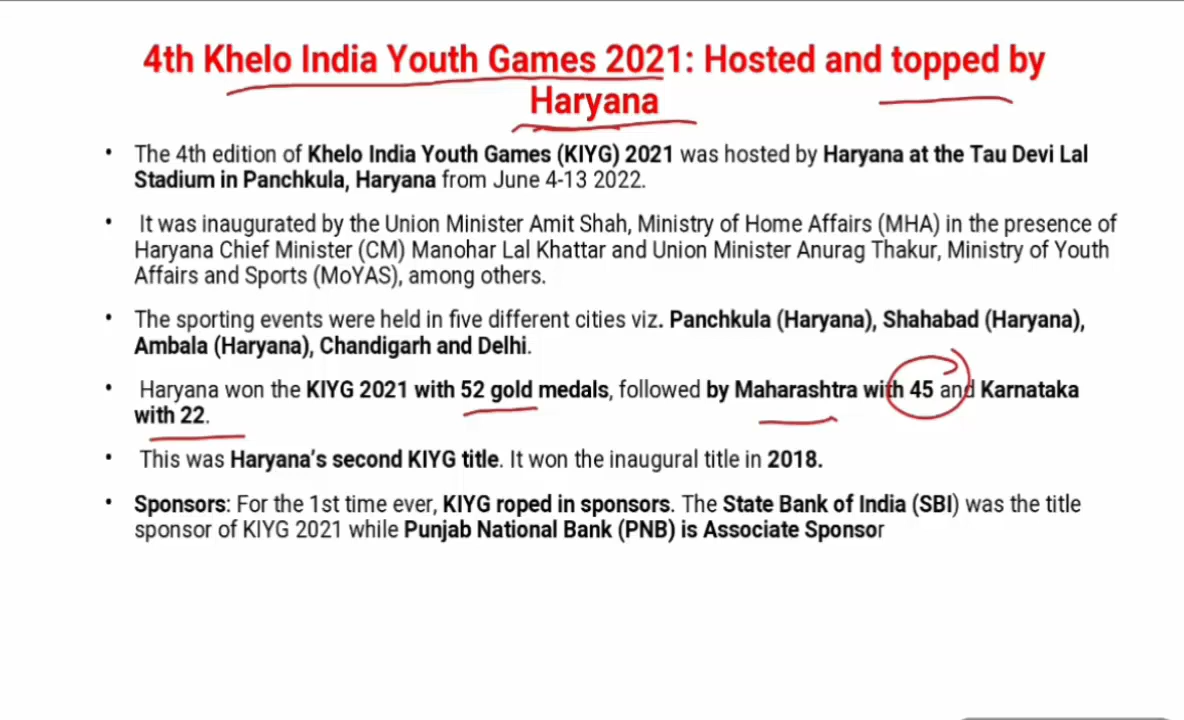 4th Khelo India Youth Games 2021: Hosted and topped by
Haryana
• The 4th edition of Khelo India Youth Games (KIYG) 2021 was hosted by Haryana at the Tau Devi Lal
Stadium in Panchkula, Haryana from June 4-13 2022.
• It was inaugurated by the Union Minister Amit Shah, Ministry of Home Affairs (MHA) in the presence of
Haryana Chief Minister (CM) Manohar Lal Khattar and Union Minister Anurag Thakur, Ministry of Youth
Affairs and Sports (MoYAS), among others.
• The sporting events were held in five different cities viz. Panchkula (Haryana), Shahabad (Haryana),
Ambala (Haryana), Chandigarh and Delhi.
• Haryana won the KIYG 2021 with 52 gold medals, followed by Maharashtra with 45 and Karnataka
with 22.
• This was Haryana's second KIYG title. It won the inaugural title in 2018.
• Sponsors: For the 1st time ever, KIYG roped in sponsors. The State Bank of India (SBI) was the title
sponsor of KIYG 2021 while Punjab National Bank (PNB) is Associate Sponsor